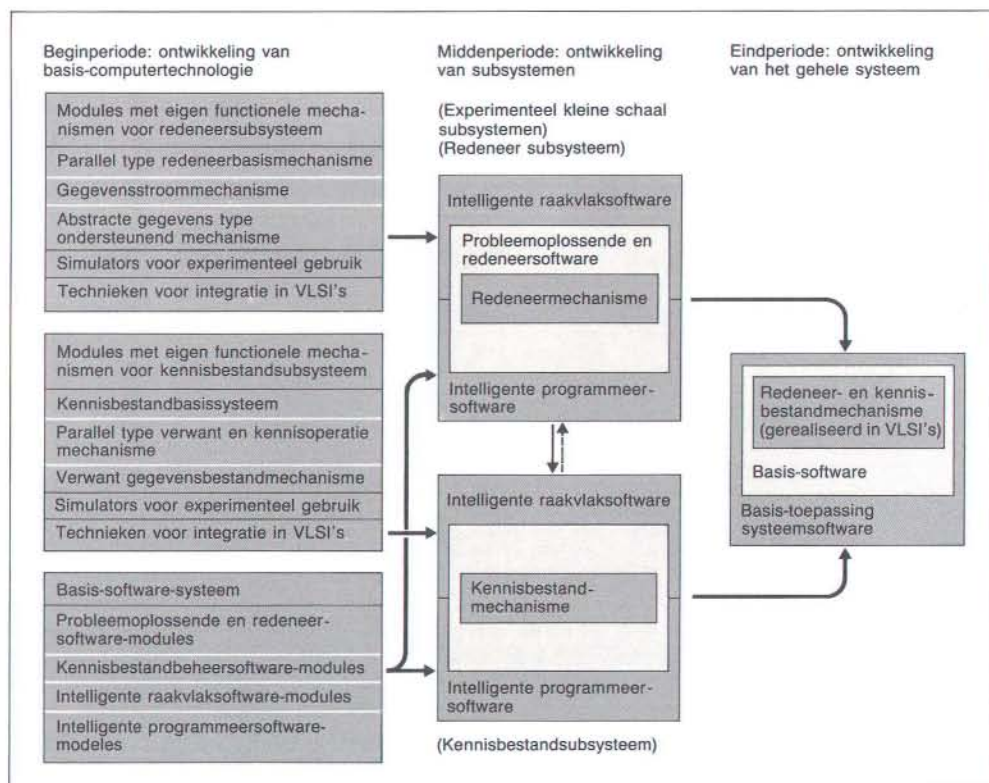 Beginperiode: ontwikkeling van
basis-computertechnologie
Modules met eigen functionele mecha-
nismen voor redeneersubsysteem
Parallel type redeneerbasismechanisme
Gegevensstroommechanisme
Abstracte gegevens type
ondersteunend mechanisme
Simulators voor experimenteel gebruik
Technieken voor integratie in VLSI's
Modules met eigen functionele mecha-
nismen voor kennisbestandsubsysteem
Kennisbestandbasissysteem
Parallel type verwant en kennisoperatie
mechanisme
Verwant gegevensbestandmechanisme
Simulators voor experimenteel gebruik
Technieken voor integratie in VLSI's
Basis-software-systeem
Probleemoplossende en redeneer-
software-modules
Kennisbestandbeheersoftware-modules
Intelligente raakvlaksoftware-modules
Intelligente programmeersoftware-
modeles
Middenperiode: ontwikkeling
van subsystemen
(Experimenteel kleine schaal
subsystemen)
(Redeneer subsysteem)
Intelligente raakvlaksoftware
Probleemoplossende en
redeneersoftware
Redeneermechanisme
Intelligente programmeer-
software
Intelligente raakvlaksoftware
Kennisbestand-
mechanisme
Intelligente programmeer-
software
(Kennisbestandsubsysteem)
Eindperiode: ontwikkeling
van het gehele systeem
Redeneer- en kennis-
bestandmechanisme
(gerealiseerd in VLSI's)
Basis-software
Basis-toepassing
systeemsoftware